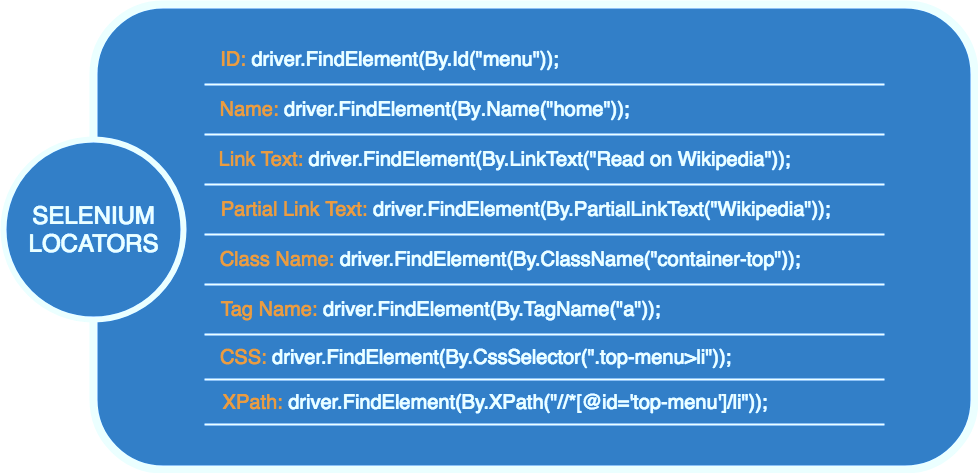 SELENIUM
LOCATORS
ID: driver.FindElement(By.Id("menu"));
Name: driver.FindElement(By.Name("home"));
Link Text: driver.FindElement(By.LinkText("Read on Wikipedia"));
Partial Link Text: driver.FindElement(By.PartialLinkText("Wikipedia"));
Class Name: driver.FindElement(By.ClassName("container-top"));
Tag Name: driver.FindElement(By.TagName("a"));
CSS: driver.FindElement(By.CssSelector(".top-menu>li"));
XPath: driver.FindElement(By.XPath("//*[@id='top-menu']/li"));